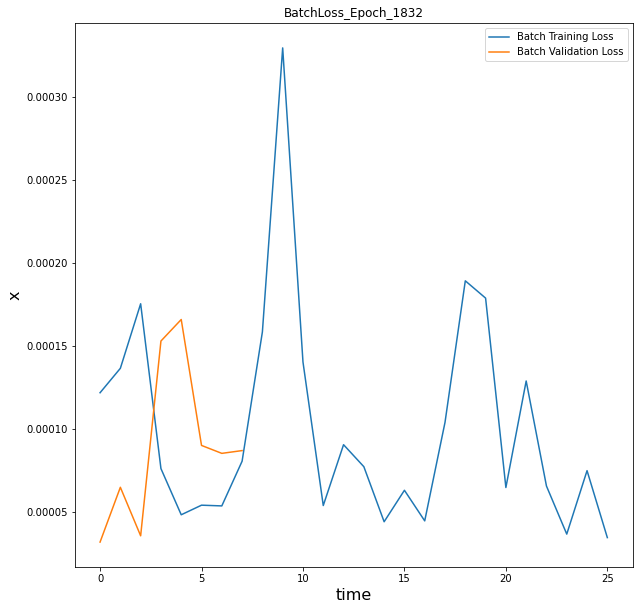 BatchLoss_Epoch_1832
Batch Training Loss
Batch Validation Loss
0.00030
0.00025
0.00020
0.00015
0.00010
0.00005
x
0 5 10 15 20 25
time